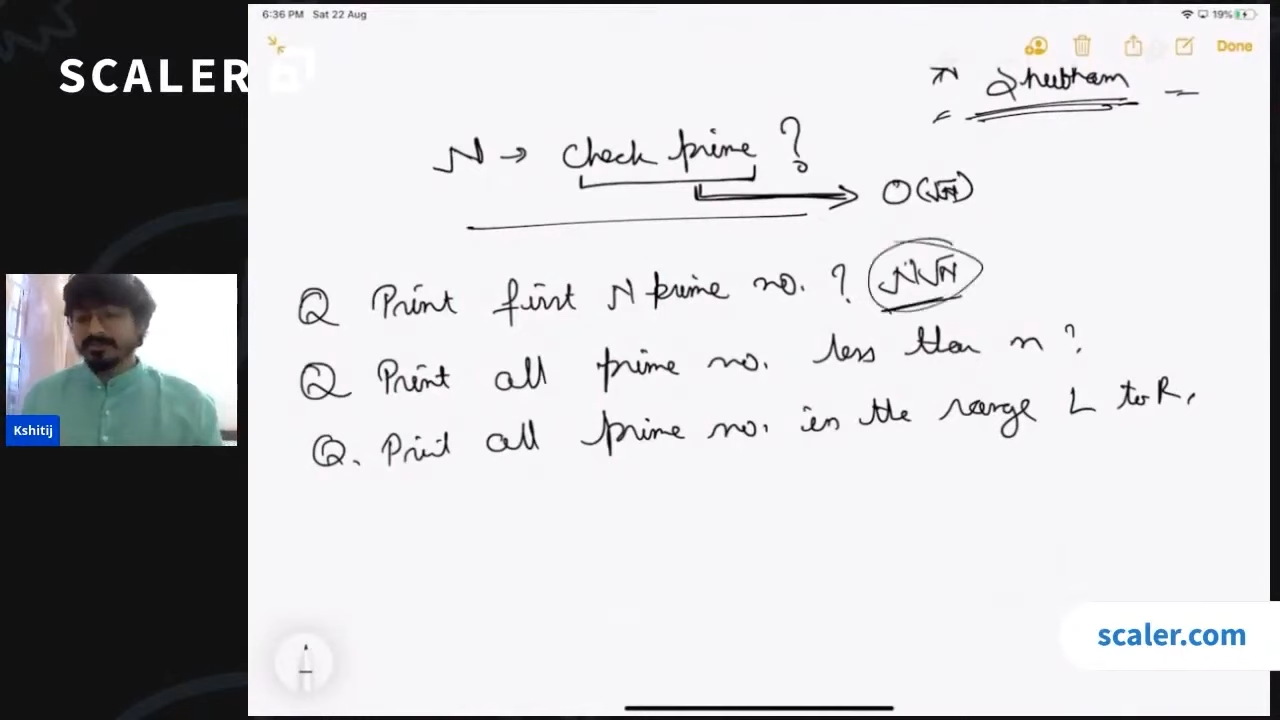 6:36 PM Sat 22 Aug
19%
SCALER
Done
Shubham
N → Check prime ?
O(√N)
Q Print first N prime no. ? N√N
Q Print all prime no. less than n ?
Q. Print all prime no. in the range L to R.
Kshitij
scaler.com